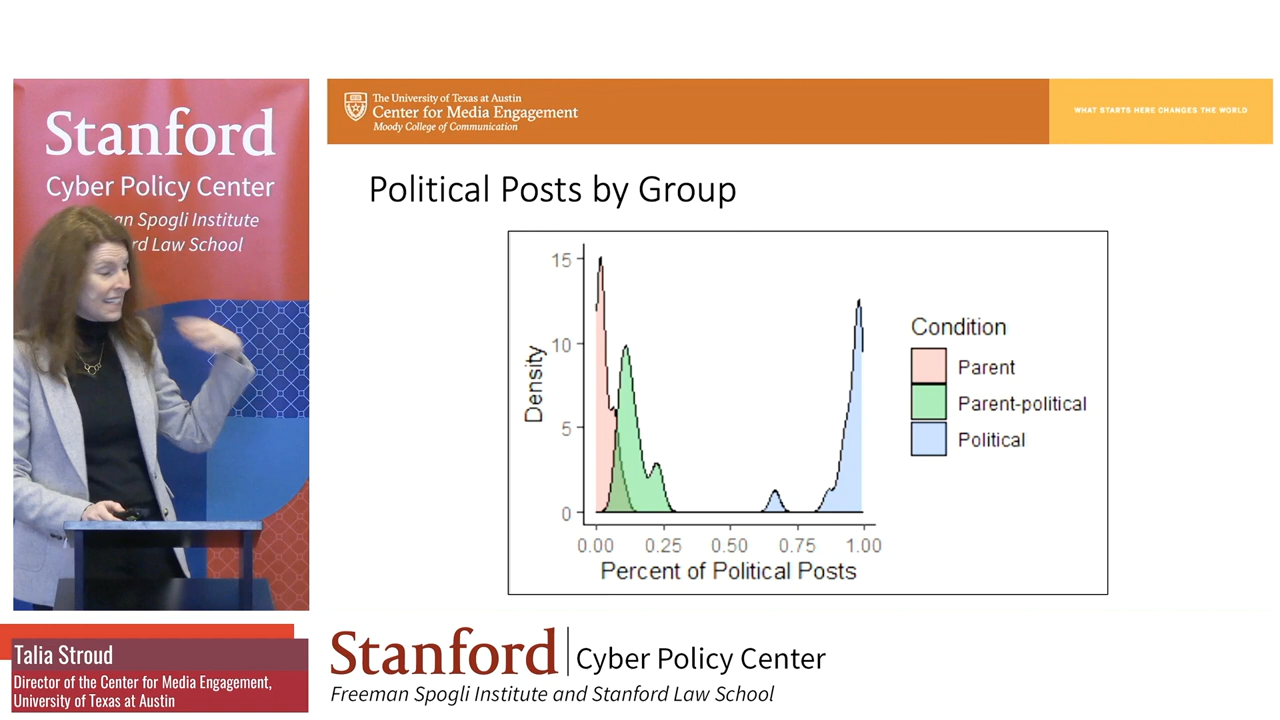 Stanford
Cyber Policy Center
an Spogli Institute
rd Law School
The University of Texas at Austin
Center for Media Engagement
Moody College of Communication
WHAT STARTS HERE CHANGES THE WORLD
Political Posts by Group
15
10
5
0
Density
0.00 0.25 0.50 0.75 1.00
Percent of Political Posts
Condition
Parent
Parent-political
Political
Talia Stroud
Director of the Center for Media Engagement,
University of Texas at Austin
Stanford Cyber Policy Center
Freeman Spogli Institute and Stanford Law School